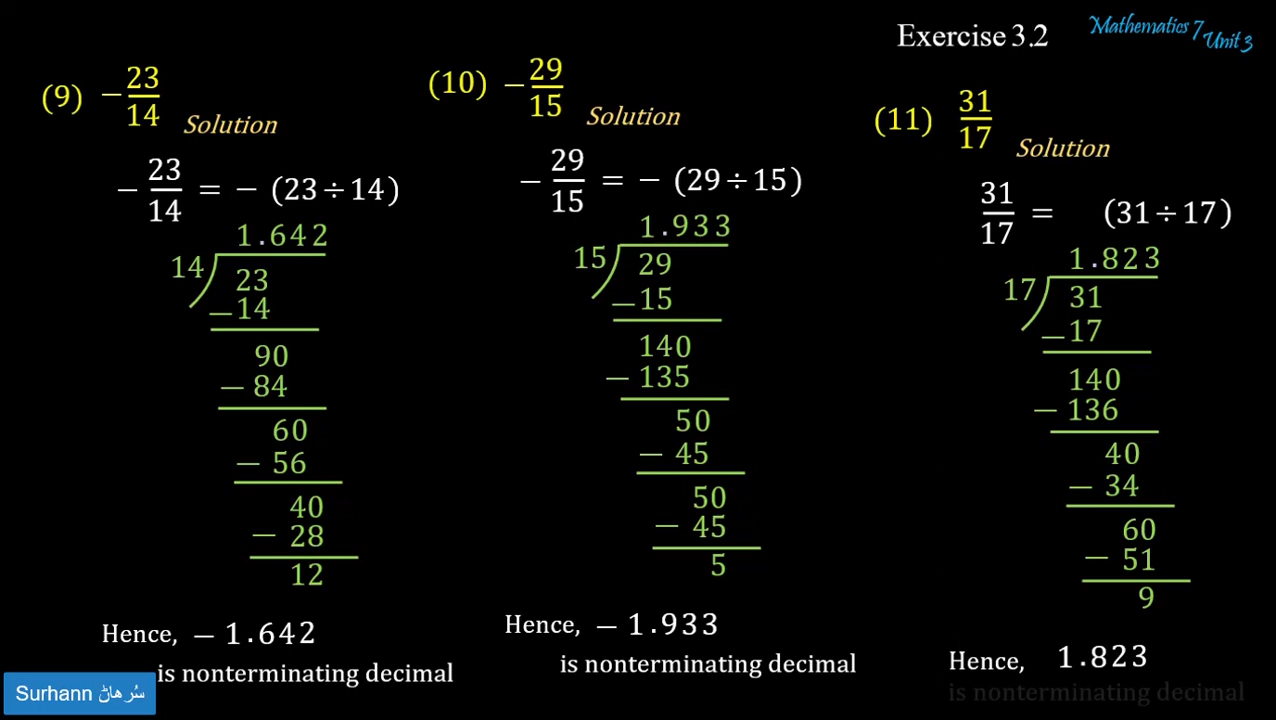 Exercise 3.2
Mathematics 7
Unit 3
(9) −23/14
Solution
−23/14 = − (23÷14)
1.642
14
23
−14
90
− 84
60
− 56
40
− 28
12
Hence, − 1.642
is nonterminating decimal
(10) −29/15
Solution
−29/15 = − (29÷15)
1.933
15
29
−15
140
− 135
50
− 45
50
− 45
5
Hence, − 1.933
is nonterminating decimal
(11) 31/17
Solution
31/17 = (31÷17)
1.823
17
31
−17
140
− 136
40
− 34
60
− 51
9
Hence, 1.823
is nonterminating decimal
Surhann سُرهاڻ